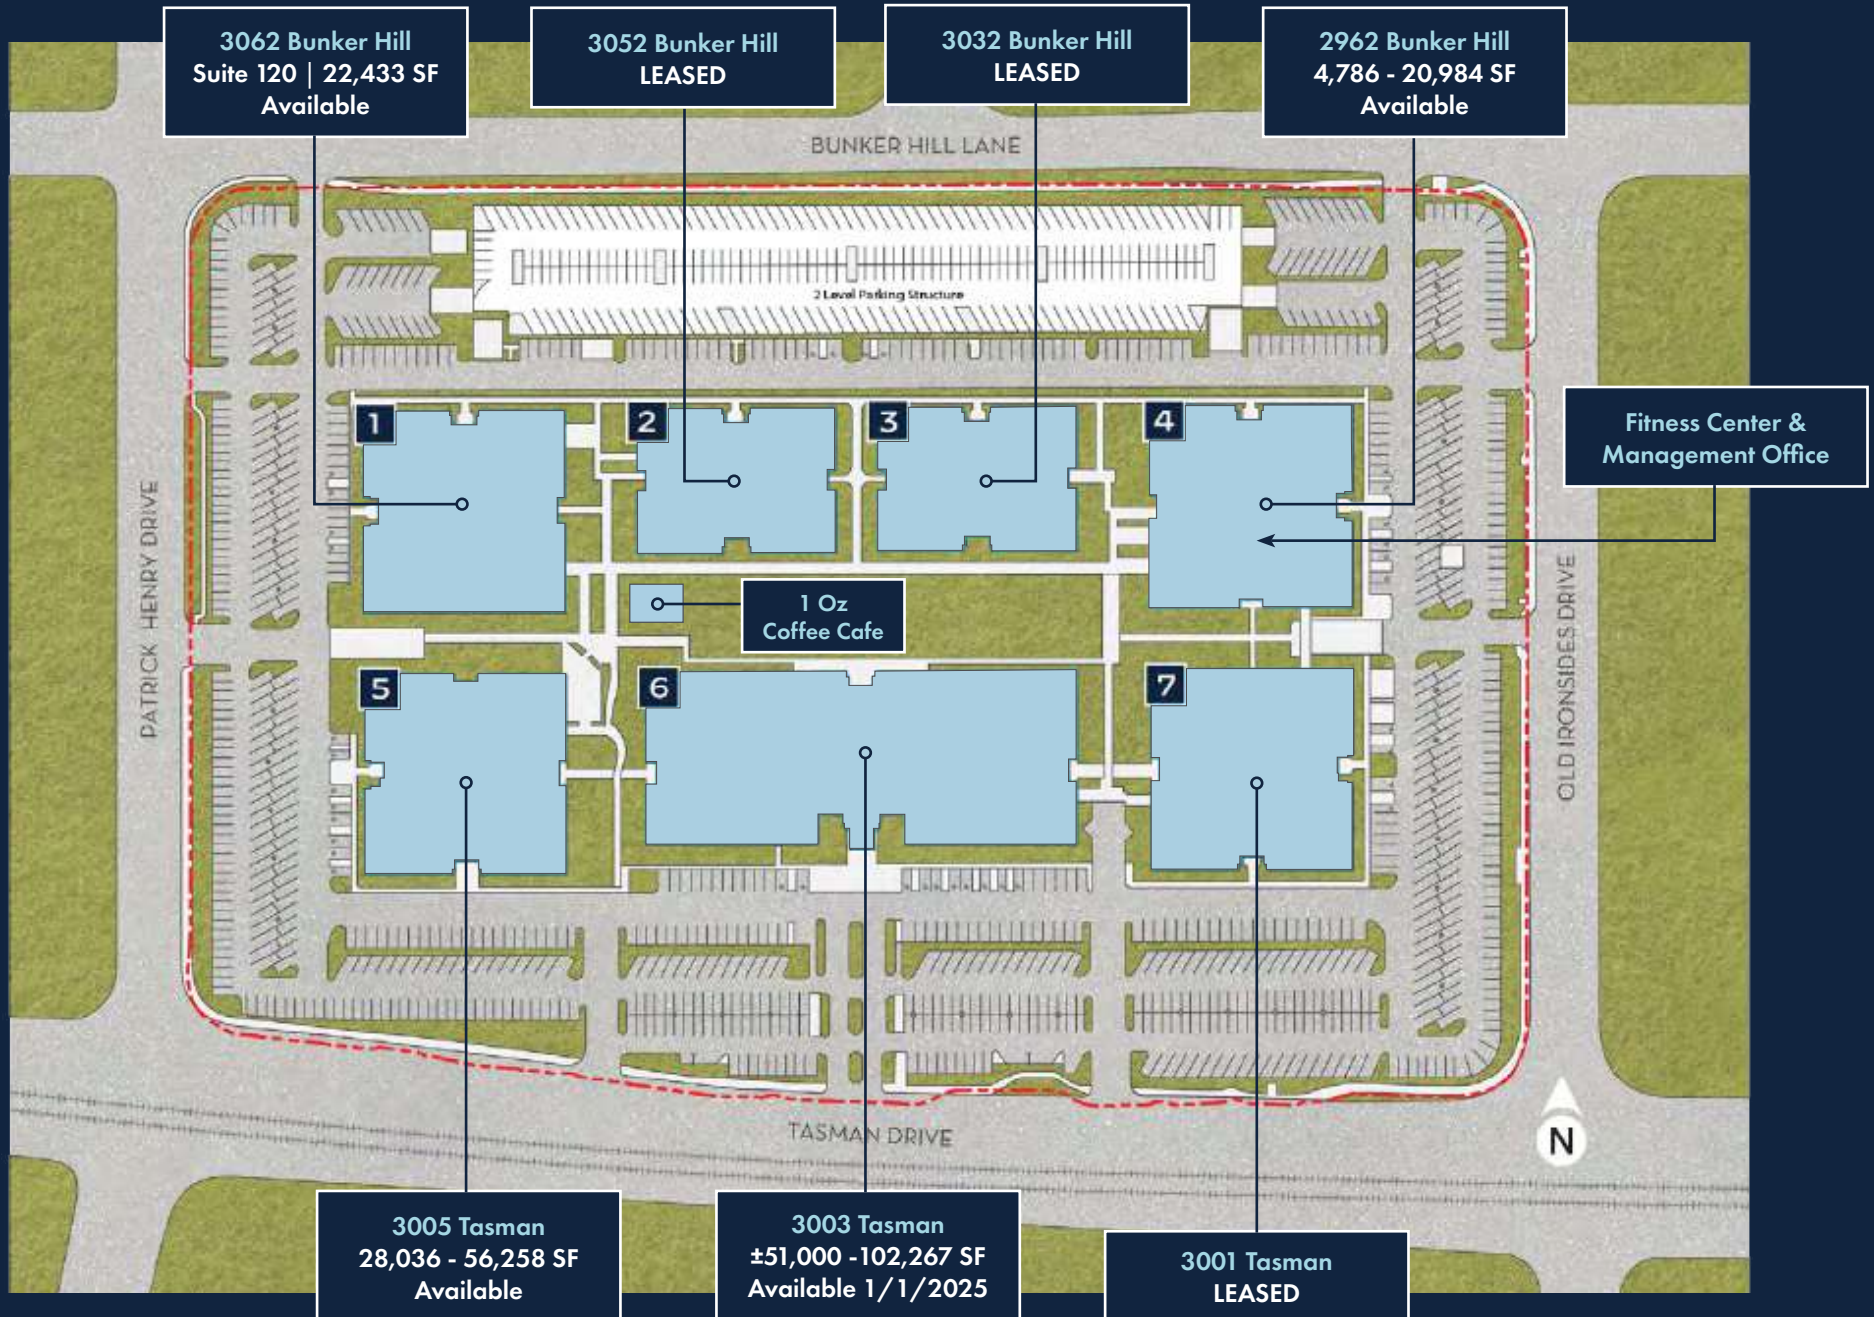 3062 Bunker Hill
Suite 120 | 22,433 SF
Available
3052 Bunker Hill
LEASED
3032 Bunker Hill
LEASED
2962 Bunker Hill
4,786 - 20,984 SF
Available
BUNKER HILL LANE
2 Level Parking Structure
1
2
3
4
Fitness Center &
Management Office
PATRICK HENRY DRIVE
OLD IRONSIDES DRIVE
1 Oz
Coffee Cafe
5
6
7
TASMAN DRIVE
N
3005 Tasman
28,036 - 56,258 SF
Available
3003 Tasman
±51,000 -102,267 SF
Available 1/1/2025
3001 Tasman
LEASED